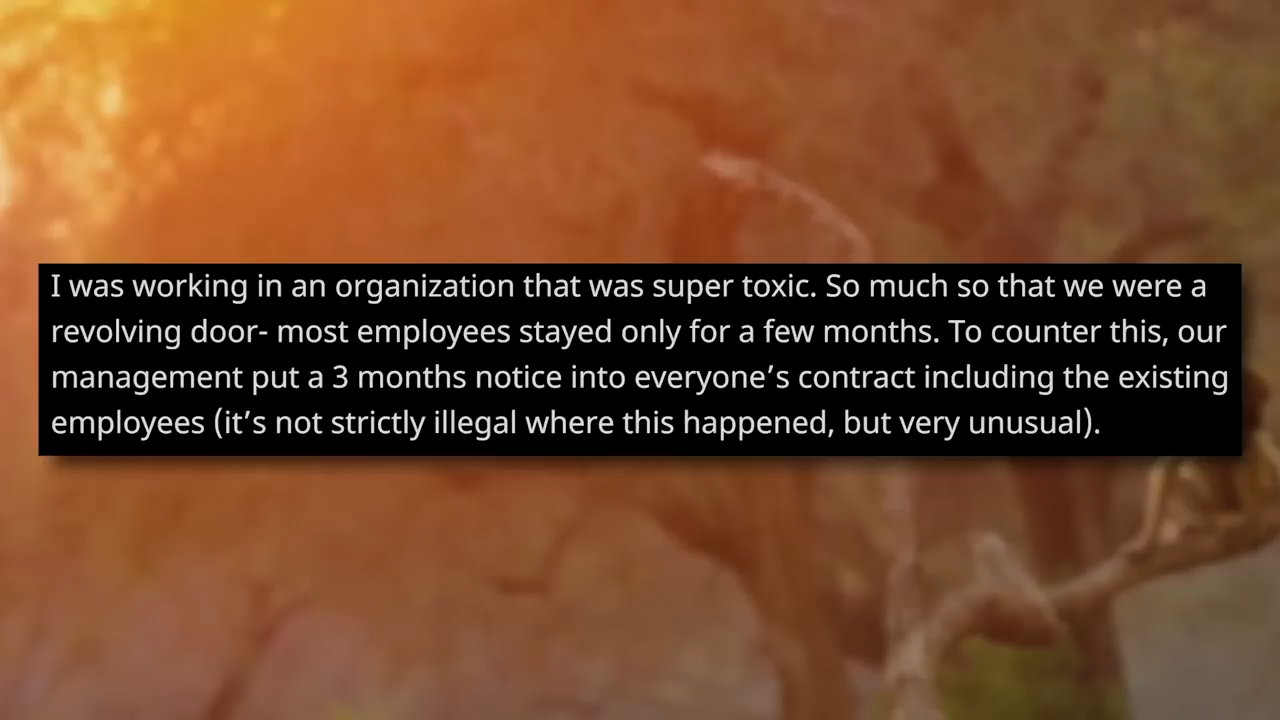 I was working in an organization that was super toxic. So much so that we were a
revolving door- most employees stayed only for a few months. To counter this, our
management put a 3 months notice into everyone’s contract including the existing
employees (it’s not strictly illegal where this happened, but very unusual).